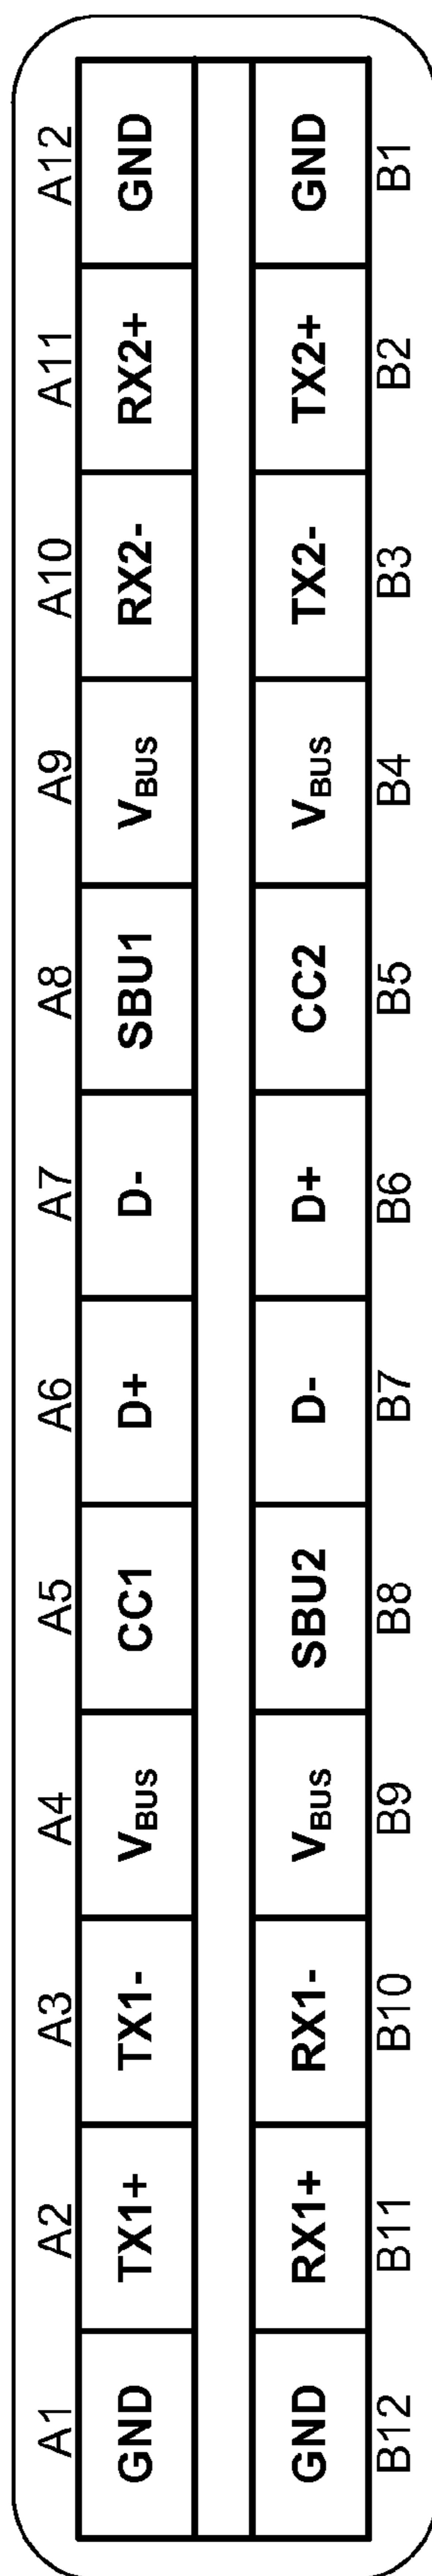 A1 A2 A3 A4 A5 A6 A7 A8 A9 A10 A11 A12
GND TX1+ TX1- VBUS CC1 D+ D- SBU1 VBUS RX2- RX2+ GND
GND RX1+ RX1- VBUS SBU2 D- D+ CC2 VBUS TX2- TX2+ GND
B12 B11 B10 B9 B8 B7 B6 B5 B4 B3 B2 B1